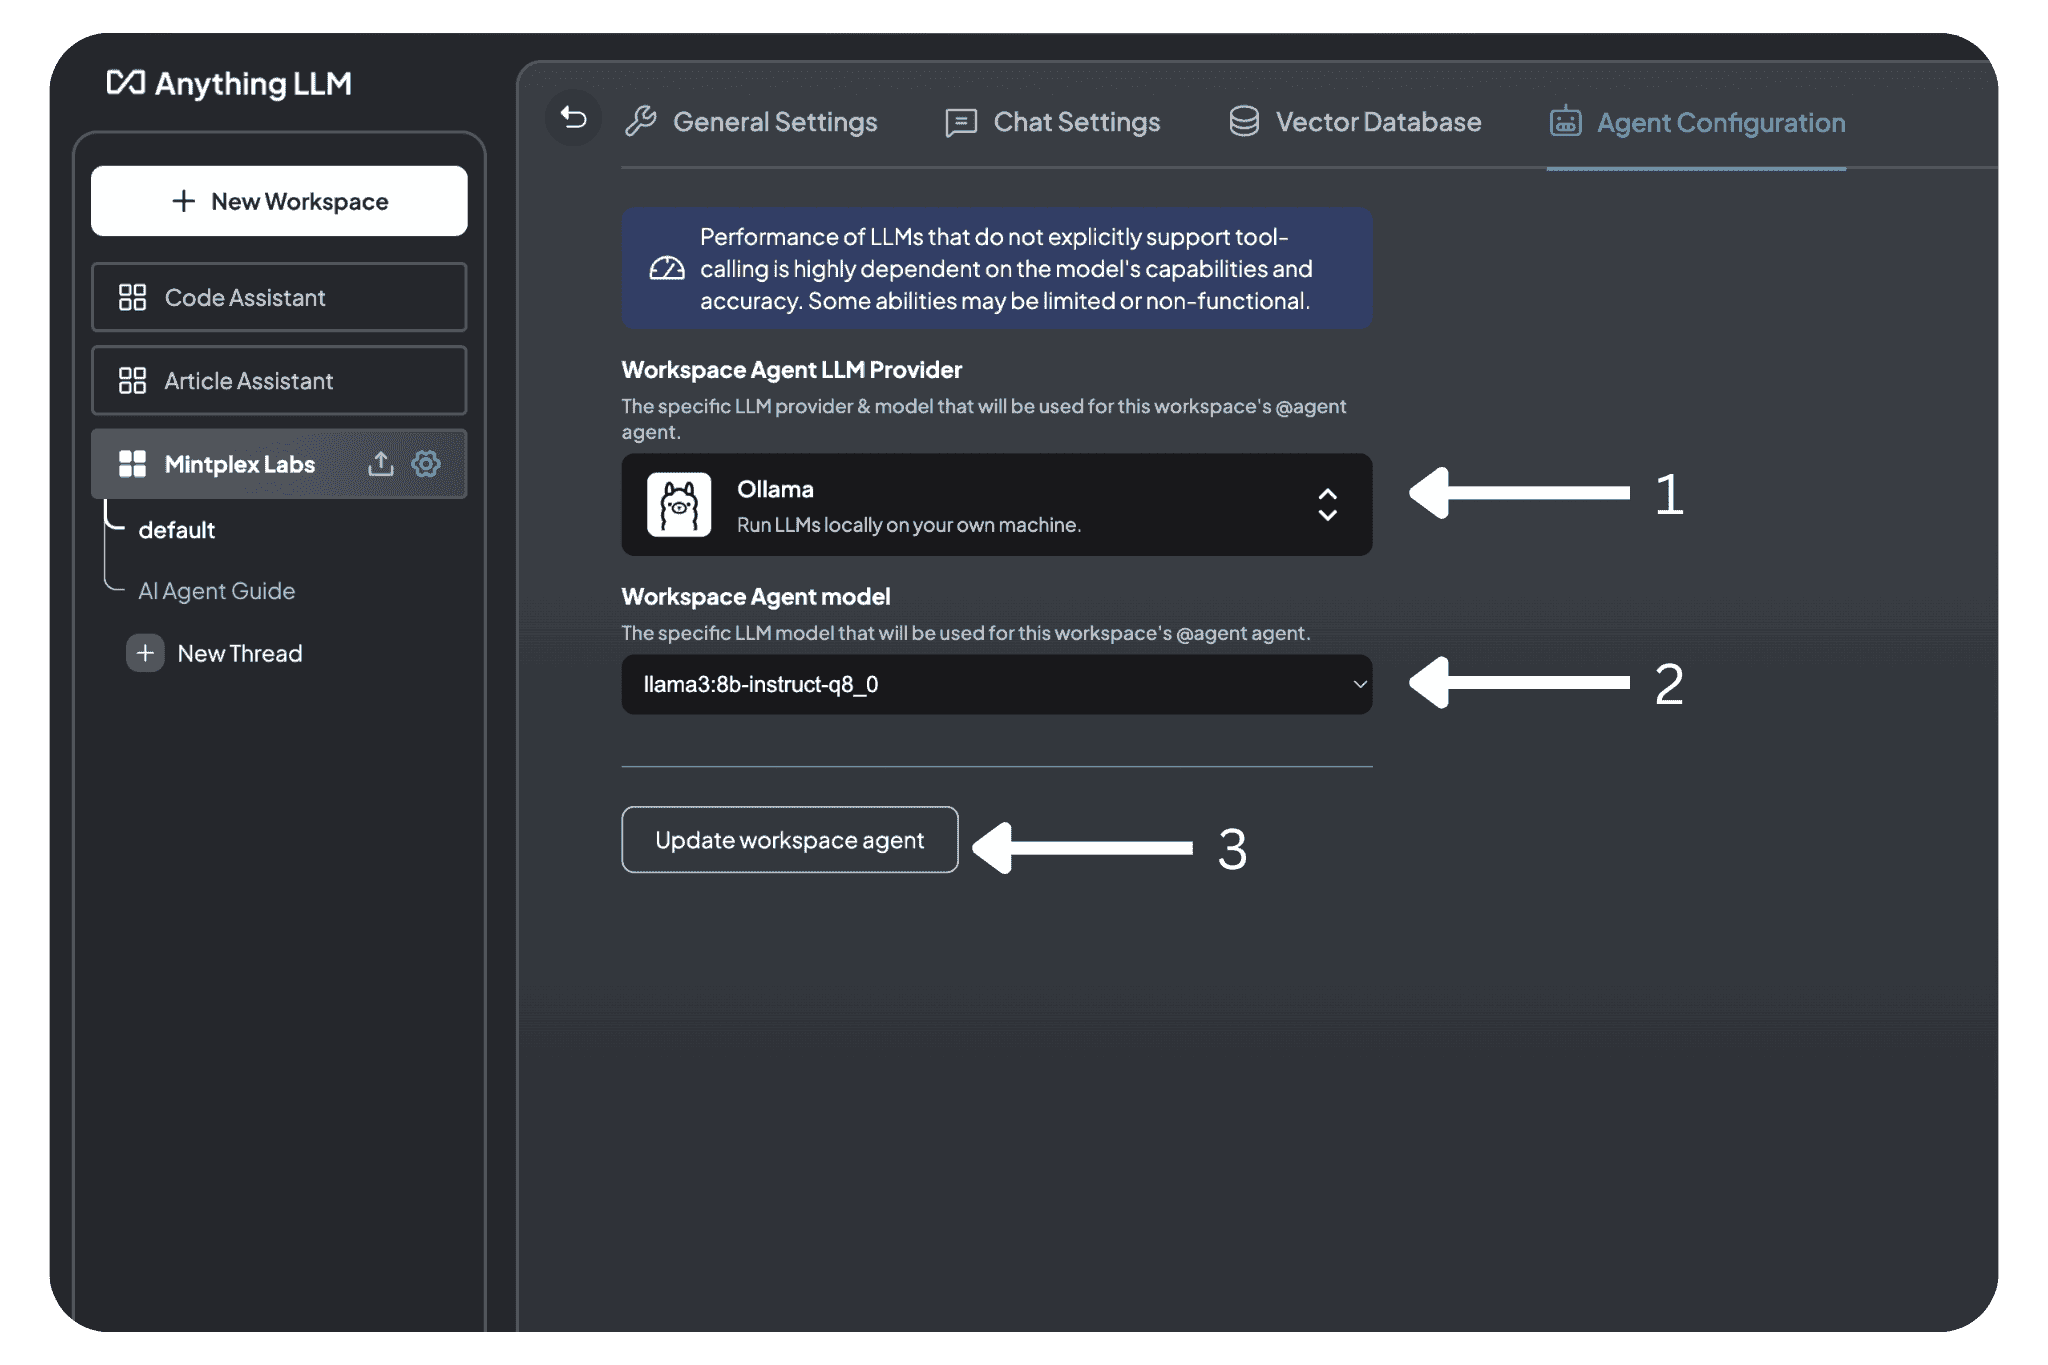 Anything LLM
New Workspace
Code Assistant
Article Assistant
Mintplex Labs
default
AI Agent Guide
New Thread
General Settings
Chat Settings
Vector Database
Agent Configuration
Performance of LLMs that do not explicitly support tool-
calling is highly dependent on the model's capabilities and
accuracy. Some abilities may be limited or non-functional.
Workspace Agent LLM Provider
The specific LLM provider & model that will be used for this workspace's @agent
agent.
Ollama
Run LLMs locally on your own machine.
1
Workspace Agent model
The specific LLM model that will be used for this workspace's @agent agent.
llama3:8b-instruct-q8_0
2
Update workspace agent
3